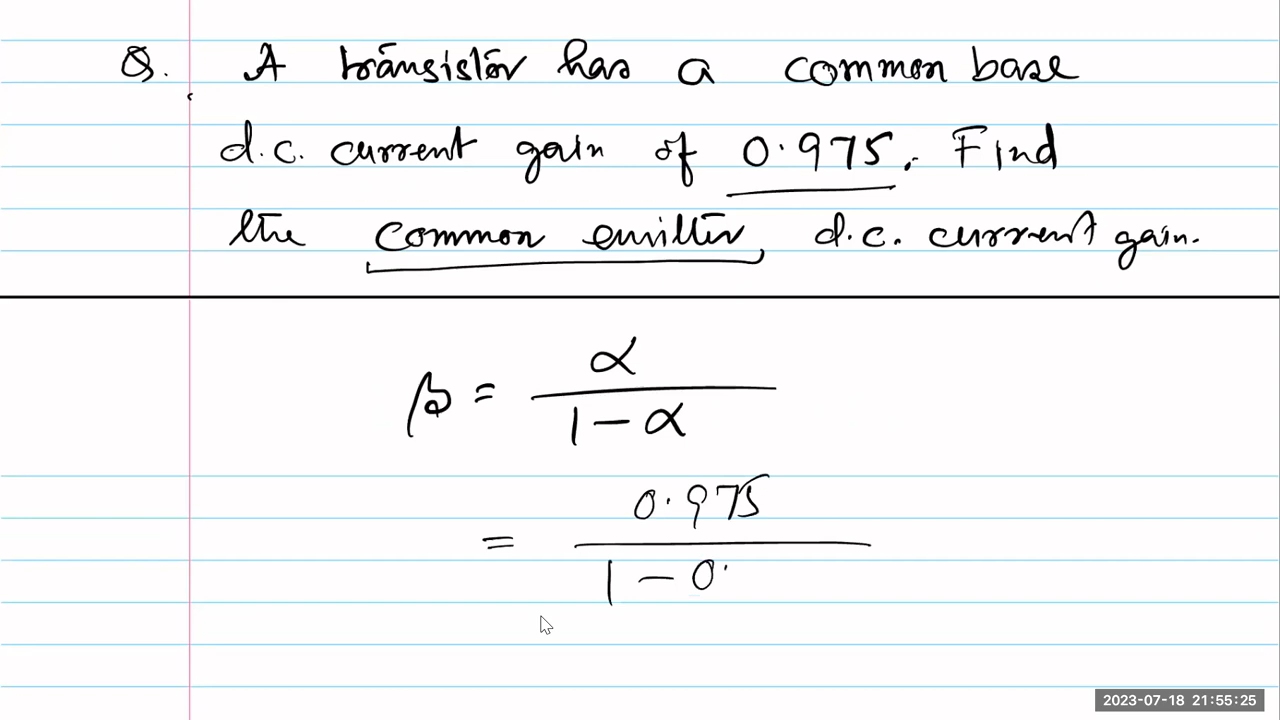 Q. A transistor has a common base
d.c. current gain of 0.975. Find
the common emitter, d.c. current gain.
β = α / 1 - α
= 0.975 / 1 - 0.
2023-07-18 21:55:25